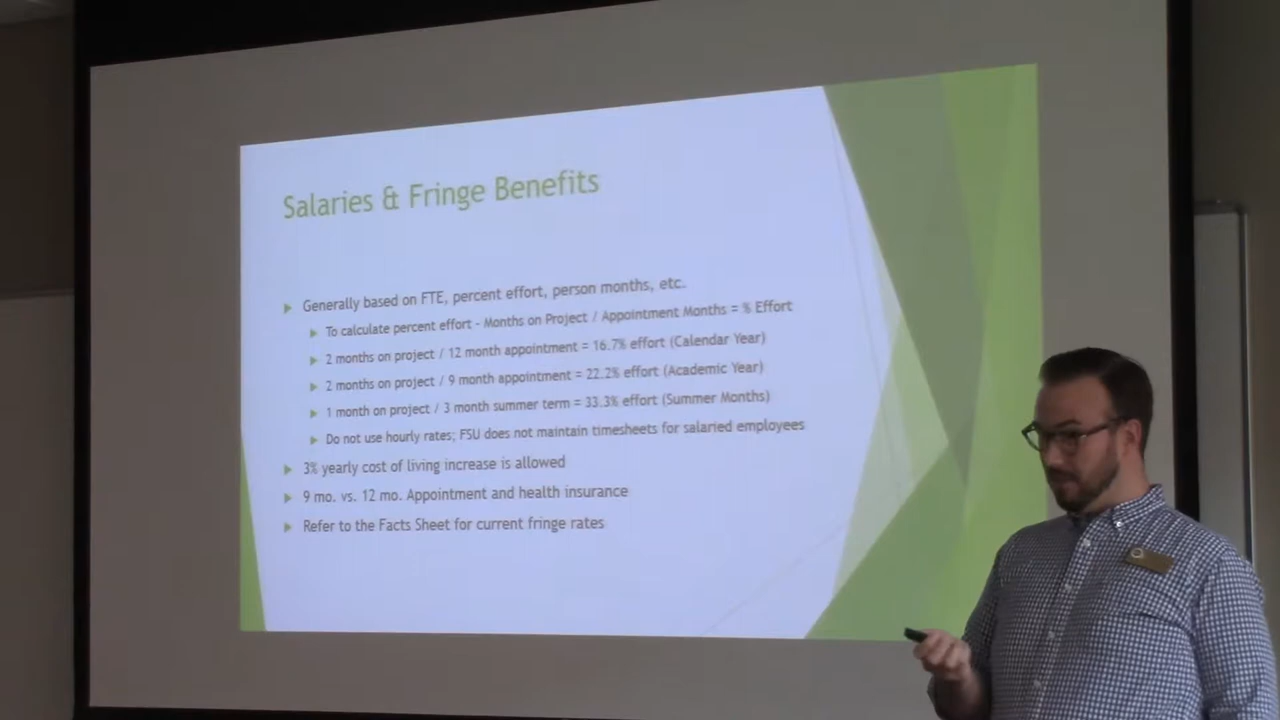 Salaries & Fringe Benefits
Generally based on FTE, percent effort, person months, etc.
To calculate percent effort - Months on Project / Appointment Months = % Effort
2 months on project / 12 month appointment = 16.7% effort (Calendar Year)
2 months on project / 9 month appointment = 22.2% effort (Academic Year)
1 month on project / 3 month summer term = 33.3% effort (Summer Months)
Do not use hourly rates; FSU does not maintain timesheets for salaried employees
3% yearly cost of living increase is allowed
9 mo. vs. 12 mo. Appointment and health insurance
Refer to the Facts Sheet for current fringe rates